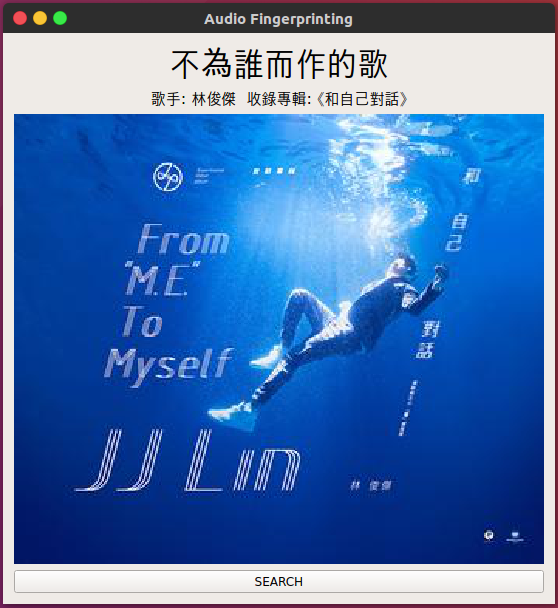 Audio Fingerprinting
不為誰而作的歌
歌手: 林俊傑 收錄專輯:《和自己對話》
From
"M.E."
To
Myself
和
自
己
對
話
JJ Lin
林 俊傑
SEARCH